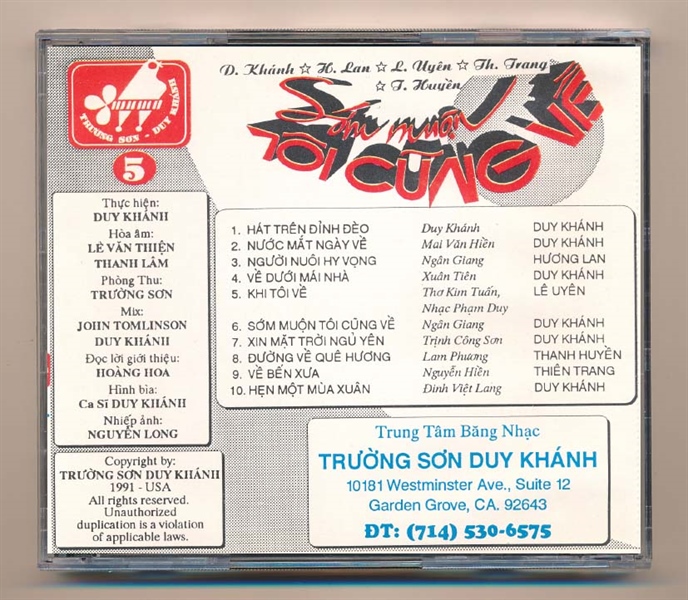 D. Khánh ☆ H. Lan ☆ L. Uyên ☆ Th. Trang
☆ T. Huyền
SỚM MUỘN
TÔI CŨNG VỀ
TRƯỜNG SƠN - DUY KHÁNH
5
Thực hiện:
DUY KHÁNH
Hòa âm:
LÊ VĂN THIỆN
THANH LÂM
Phòng Thu:
TRƯỜNG SƠN
Mix:
JOHN TOMLINSON
DUY KHÁNH
Đọc lời giới thiệu:
HOÀNG HOA
Hình bìa:
Ca Sĩ DUY KHÁNH
Nhiếp ảnh:
NGUYỄN LONG
Copyright by:
TRƯỜNG SƠN DUY KHÁNH
1991 - USA
All rights reserved.
Unauthorized
duplication is a violation
of applicable laws.
1. HÁT TRÊN ĐỈNH ĐÈO Duy Khánh DUY KHÁNH
2. NƯỚC MẮT NGÀY VỀ Mai Văn Hiền DUY KHÁNH
3. NGƯỜI NUÔI HY VỌNG Ngân Giang HƯƠNG LAN
4. VỀ DƯỚI MÁI NHÀ Xuân Tiên DUY KHÁNH
5. KHI TÔI VỀ Thơ Kim Tuấn, LÊ UYÊN
Nhạc Phạm Duy
6. SỚM MUỘN TÔI CŨNG VỀ Ngân Giang DUY KHÁNH
7. XIN MẶT TRỜI NGỦ YÊN Trịnh Công Sơn DUY KHÁNH
8. ĐƯỜNG VỀ QUÊ HƯƠNG Lam Phương THANH HUYỀN
9. VỀ BẾN XƯA Nguyễn Hiền THIÊN TRANG
10. HẸN MỘT MÙA XUÂN Đinh Việt Lang DUY KHÁNH
Trung Tâm Băng Nhạc
TRƯỜNG SƠN DUY KHÁNH
10181 Westminster Ave., Suite 12
Garden Grove, CA. 92643
ĐT: (714) 530-6575